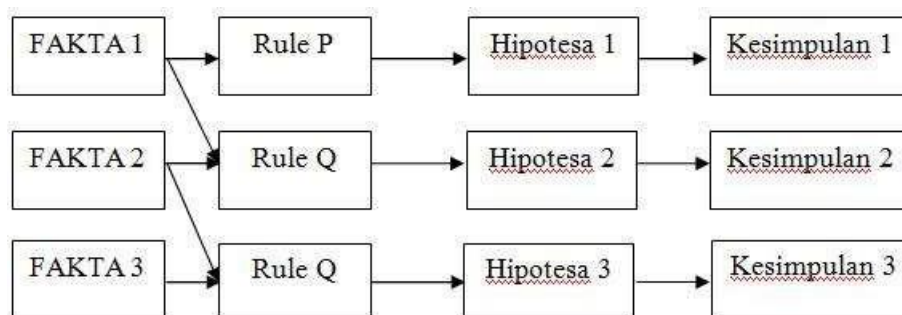 FAKTA 1
Rule P
Hipotesa 1
Kesimpulan 1
FAKTA 2
Rule Q
Hipotesa 2
Kesimpulan 2
FAKTA 3
Rule Q
Hipotesa 3
Kesimpulan 3